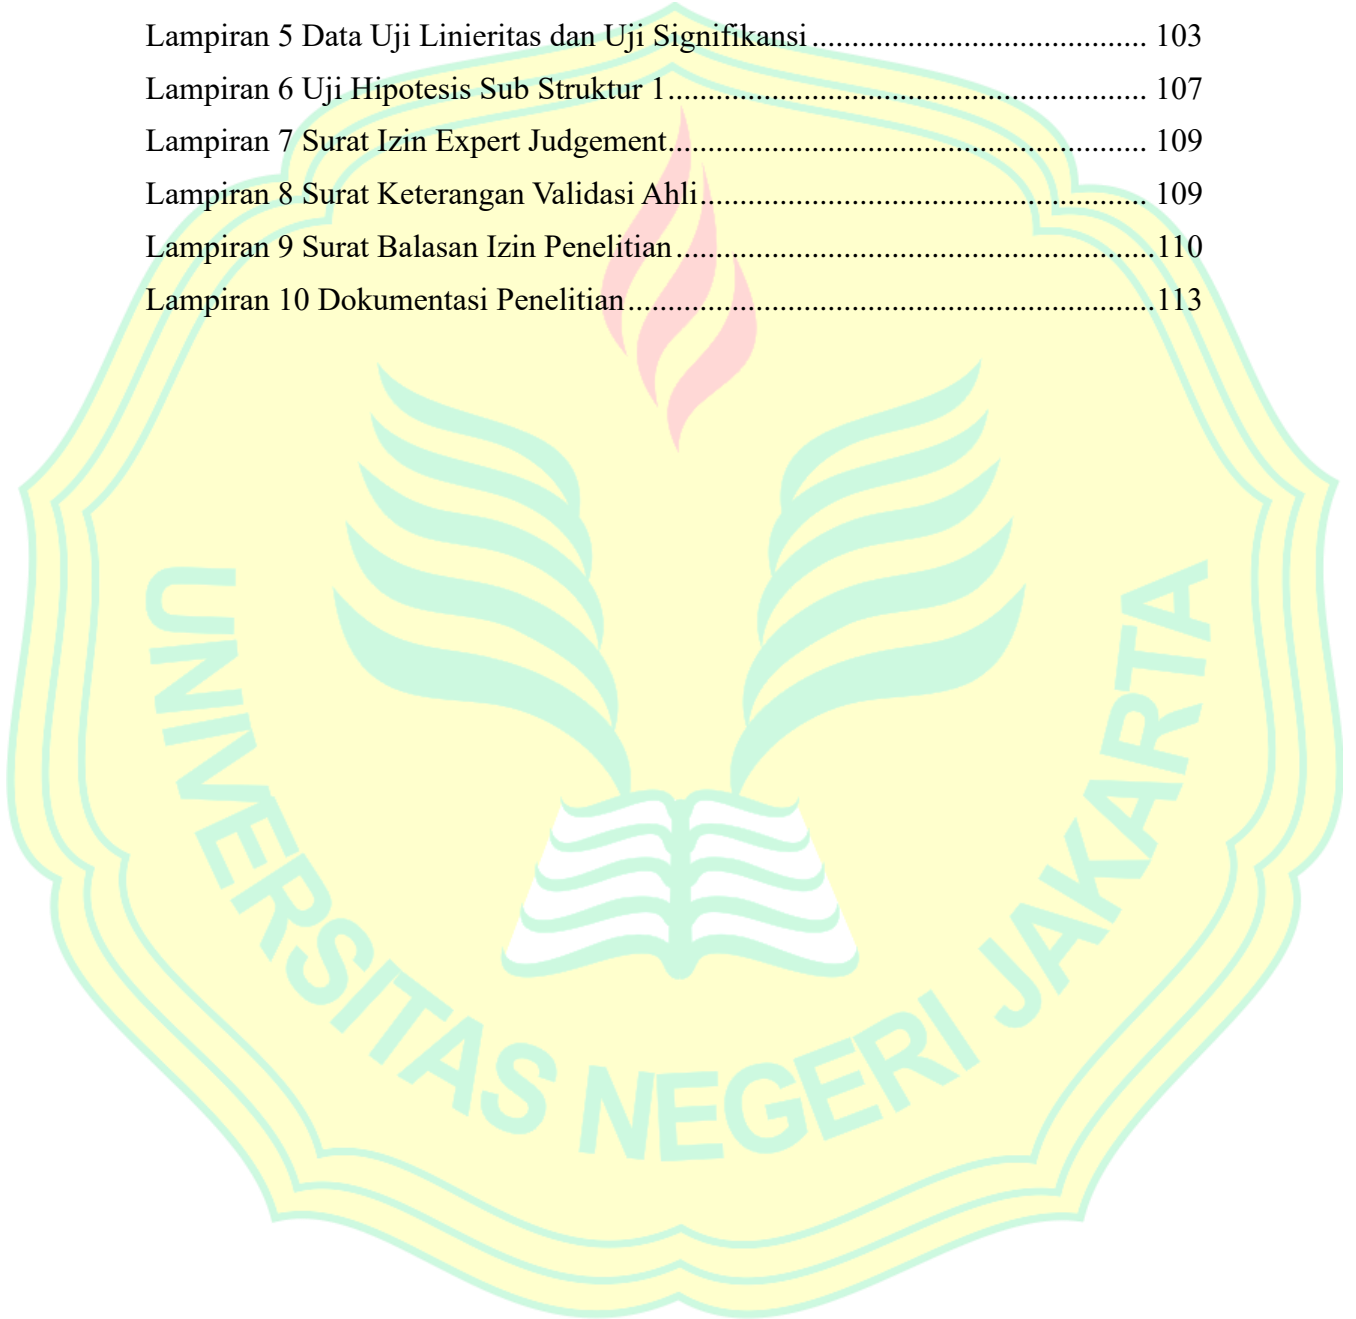 Lampiran 5 Data Uji Linieritas dan Uji Signifikansi.......................................... 103
Lampiran 6 Uji Hipotesis Sub Struktur 1............................................................ 107
Lampiran 7 Surat Izin Expert Judgement............................................................ 109
Lampiran 8 Surat Keterangan Validasi Ahli........................................................ 109
Lampiran 9 Surat Balasan Izin Penelitian............................................................110
Lampiran 10 Dokumentasi Penelitian..................................................................113
UNIVERSITAS NEGERI JAKARTA